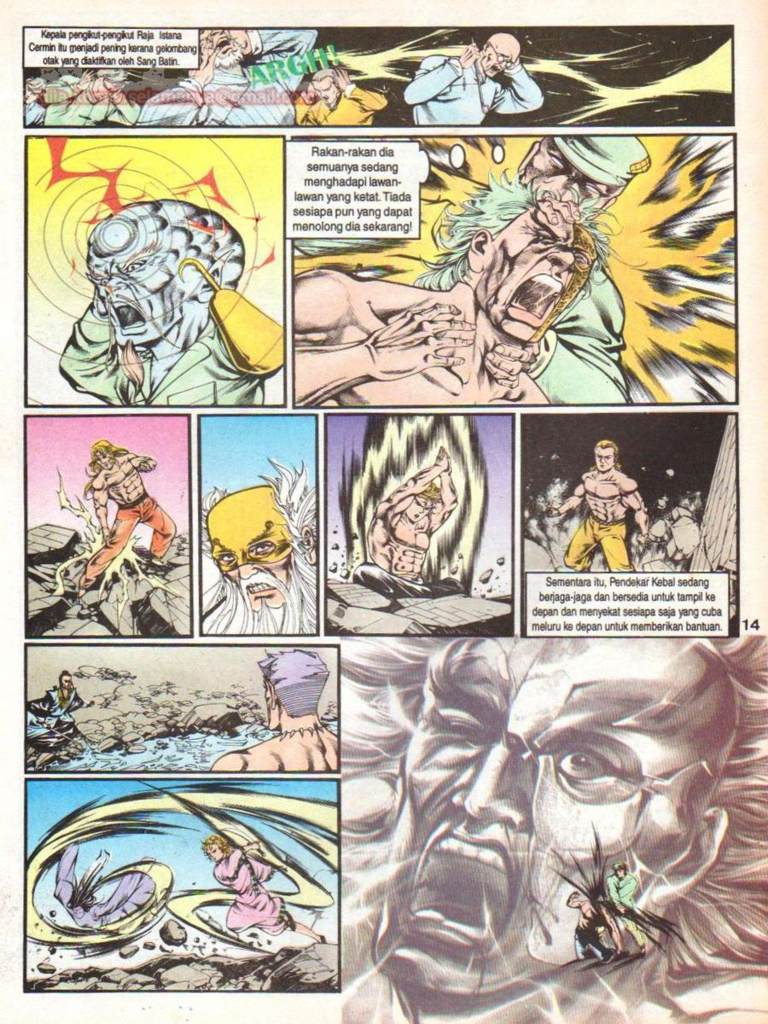 Kepala pengikut-pengikut Raja Istana
Cermin itu menjadi pening kerana gelombang
otak yang diaktifkan oleh Sang Batin.
ARGH!
Rakan-rakan dia
semuanya sedang
menghadapi lawan-
lawan yang ketat. Tiada
sesiapa pun yang dapat
menolong dia sekarang!
Sementara itu, Pendekar Kebal sedang
berjaga-jaga dan bersedia untuk tampil ke
depan dan menyekat sesiapa saja yang cuba
meluru ke depan untuk memberikan bantuan.
14